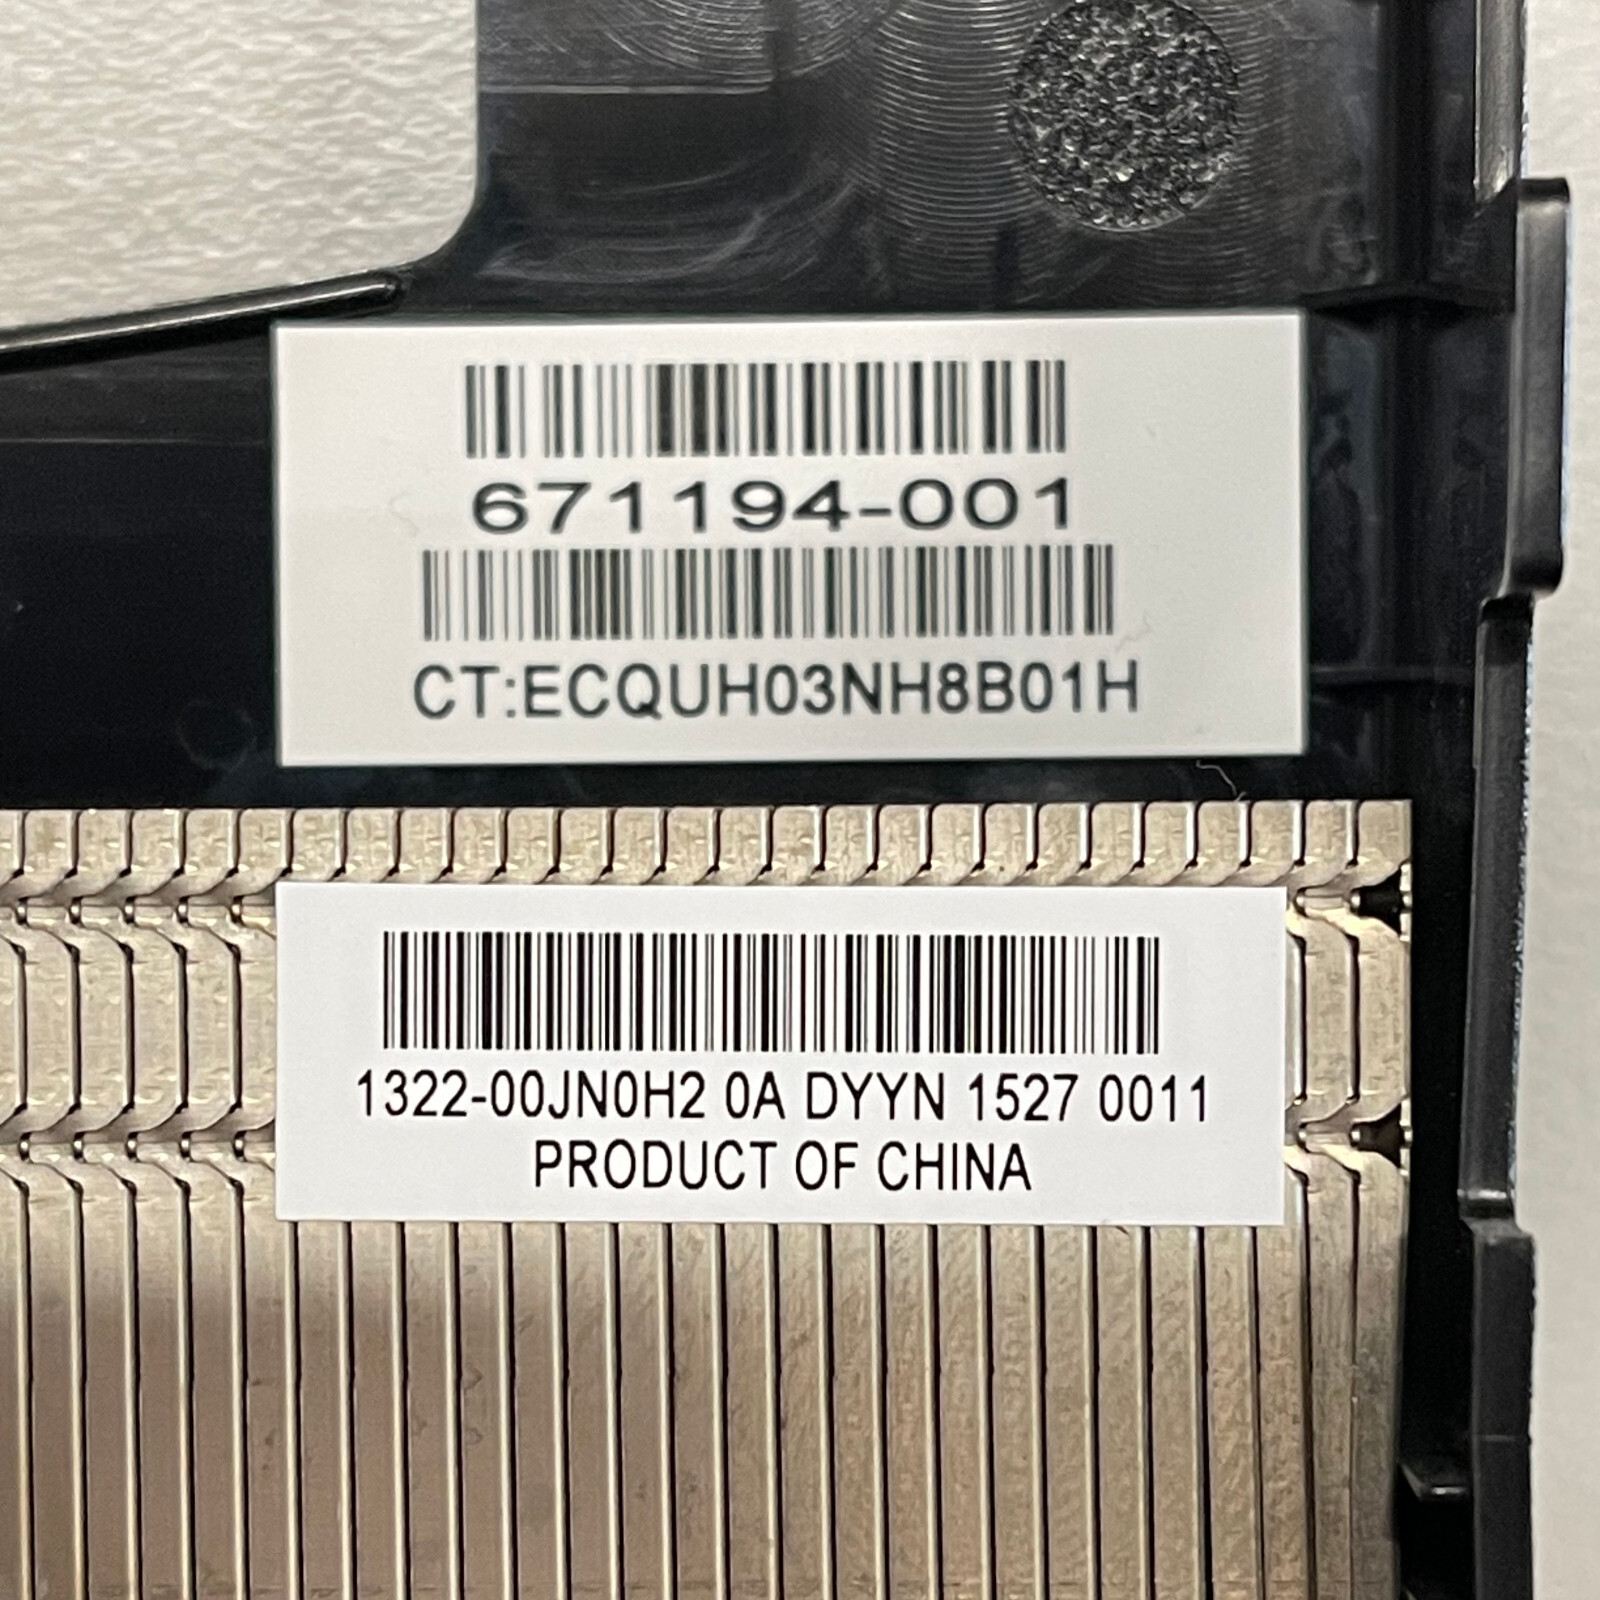 671194-001
CT:ECQUH03NH8B01H
1322-00JN0H2 0A DYYN 1527 0011
PRODUCT OF CHINA